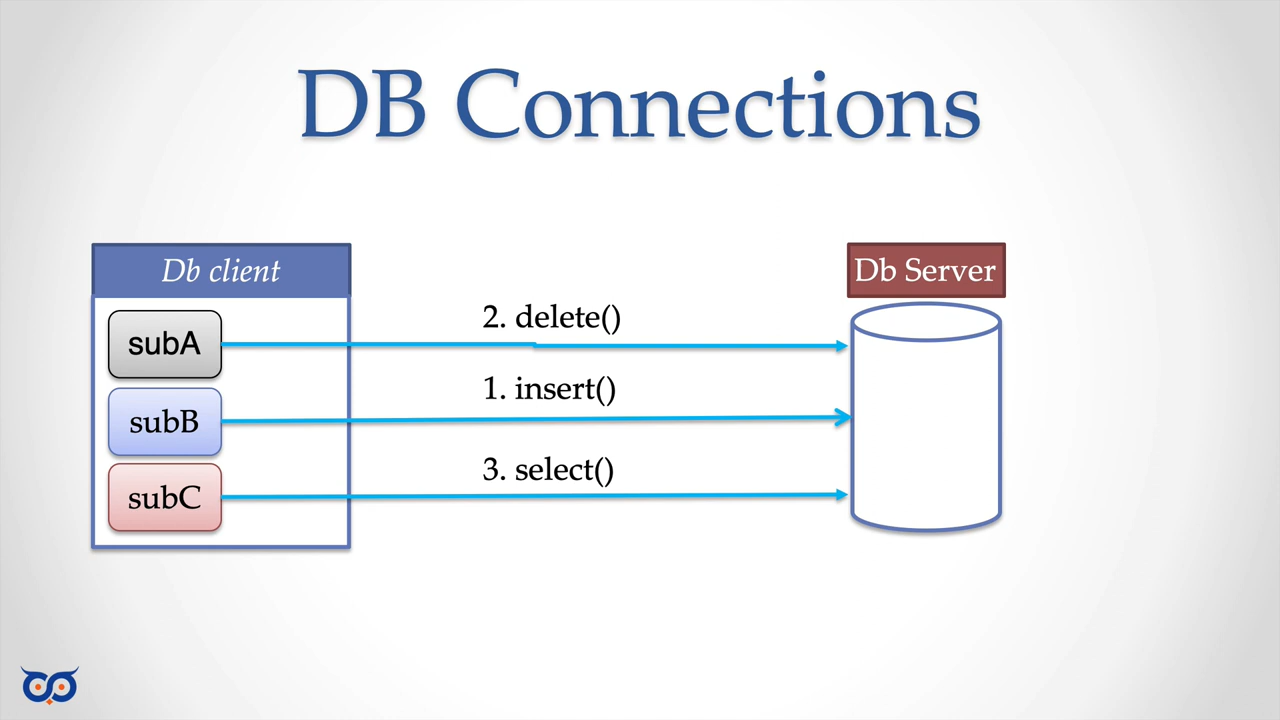 DB Connections
Db client
Db Server
subA
2. delete()
subB
1. insert()
subC
3. select()